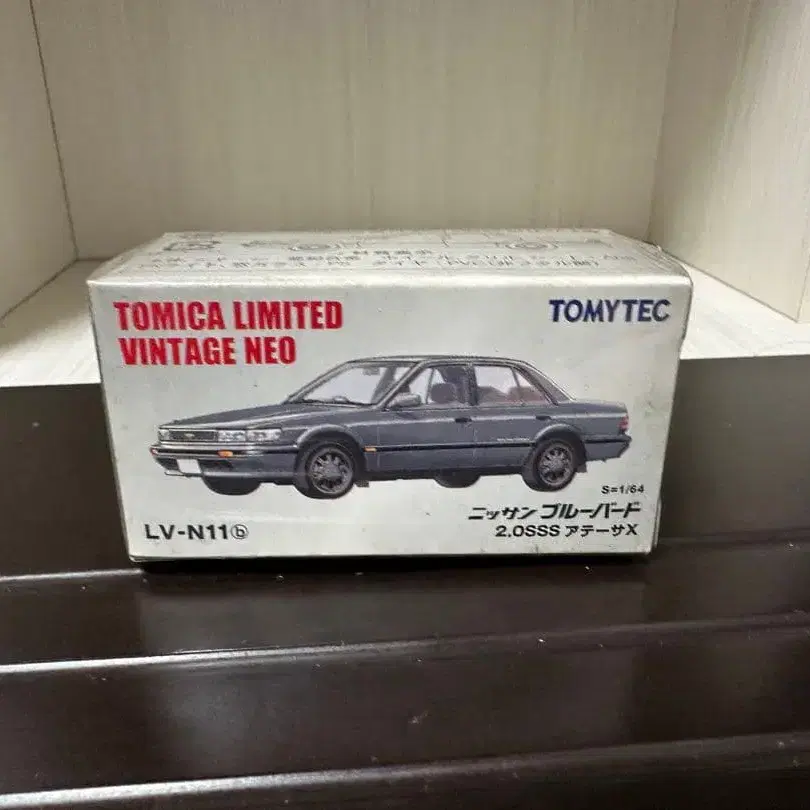 TOMICA LIMITED
VINTAGE NEO
TOMYTEC
S=1/64
LV-N11ⓑ
ニッサン ブルーバード
2.0SSS アテーサX